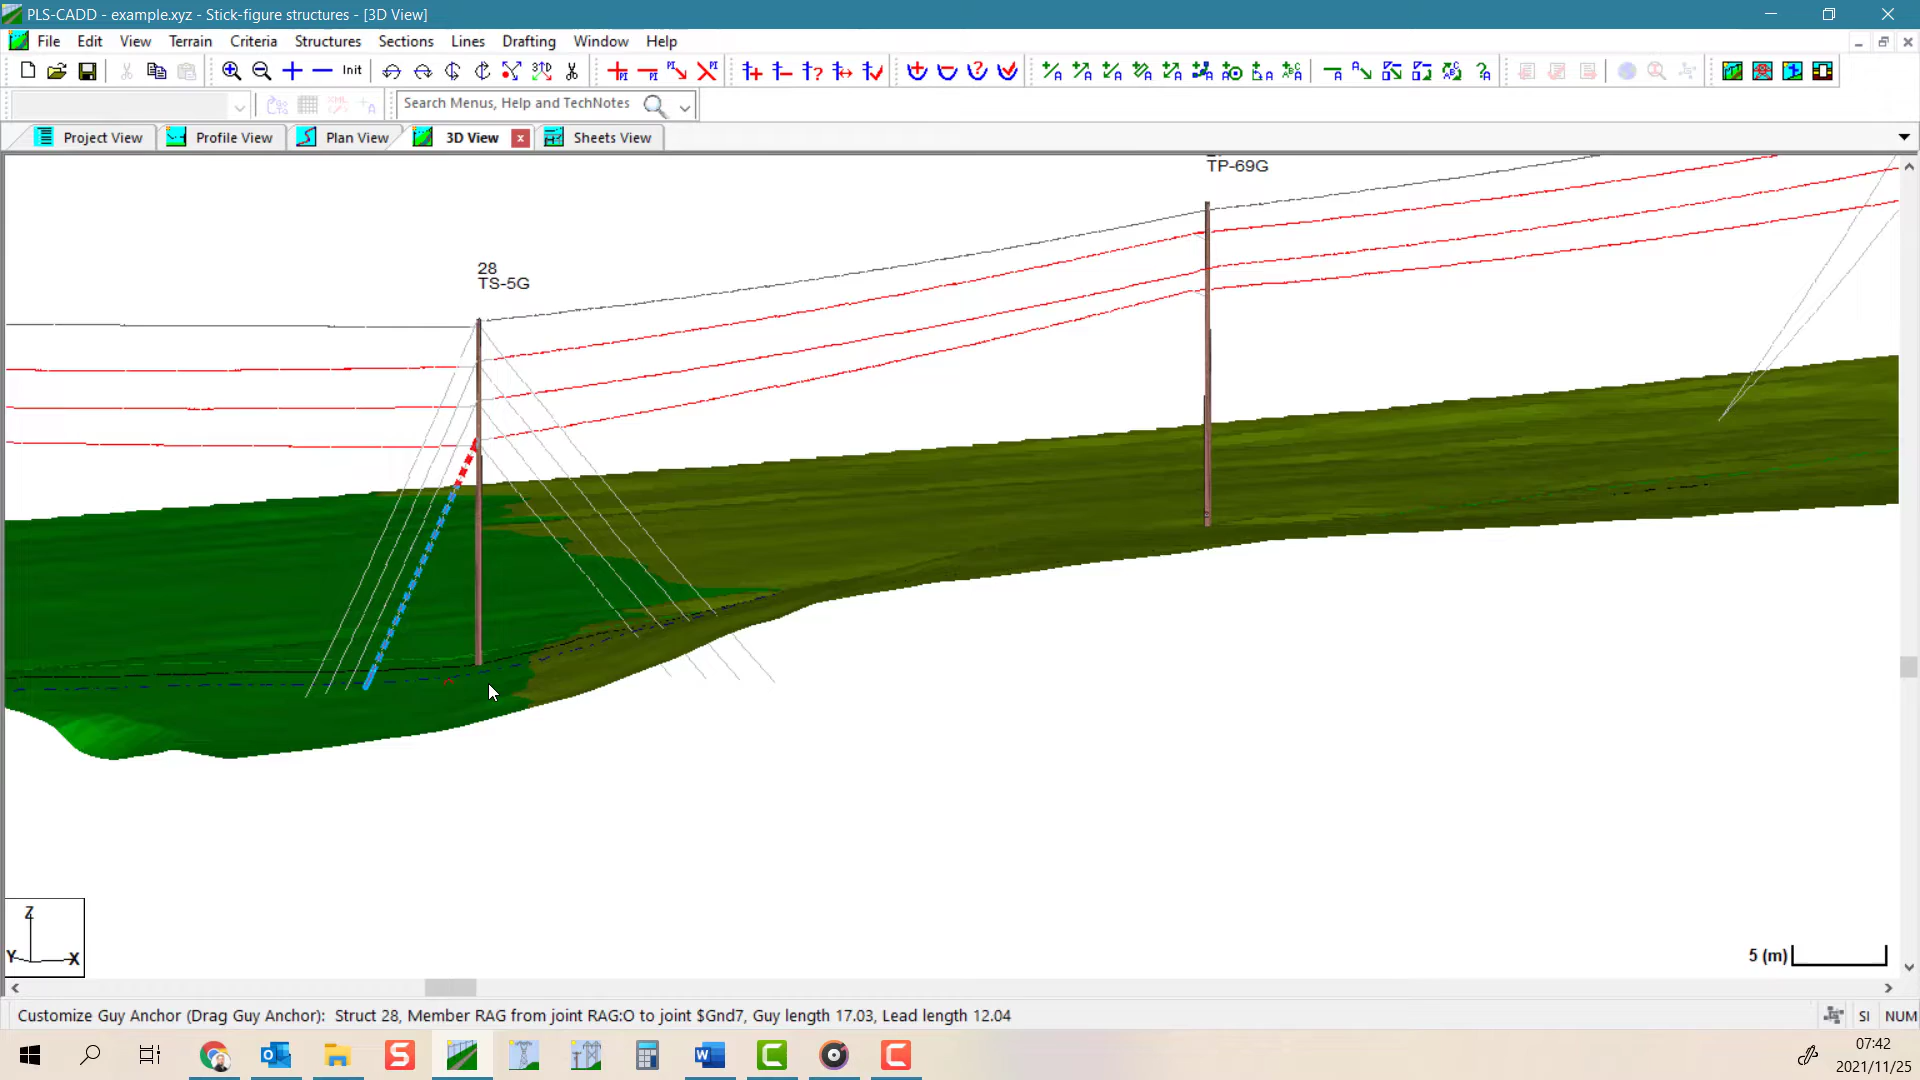 PLS-CADD - example.xyz - Stick-figure structures - [3D View]
File Edit View Terrain Criteria Structures Sections Lines Drafting Window Help
Init
Search Menus, Help and TechNotes
Project View Profile View Plan View 3D View Sheets View
TP-69G
28
TS-5G
Z
Y X
5 (m)
Customize Guy Anchor (Drag Guy Anchor): Struct 28, Member RAG from joint RAG:O to joint $Gnd7, Guy length 17.03, Lead length 12.04
SI NUM
07:42
2021/11/25